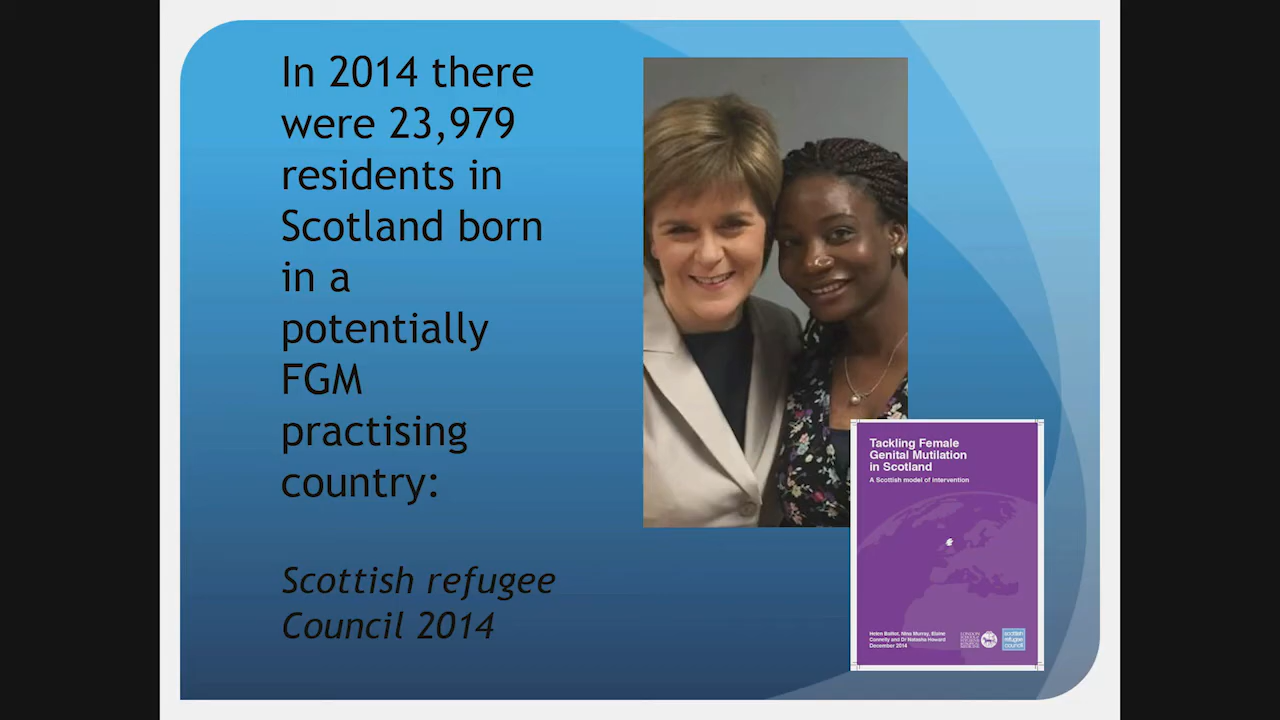 In 2014 there
were 23,979
residents in
Scotland born
in a
potentially
FGM
practising
country:
Scottish refugee
Council 2014
Tackling Female
Genital Mutilation
in Scotland
A Scottish model of intervention
Helen Baillot, Nina Murray, Elaine
Connelly and Dr Natasha Howard
December 2014
scottish
refugee
council